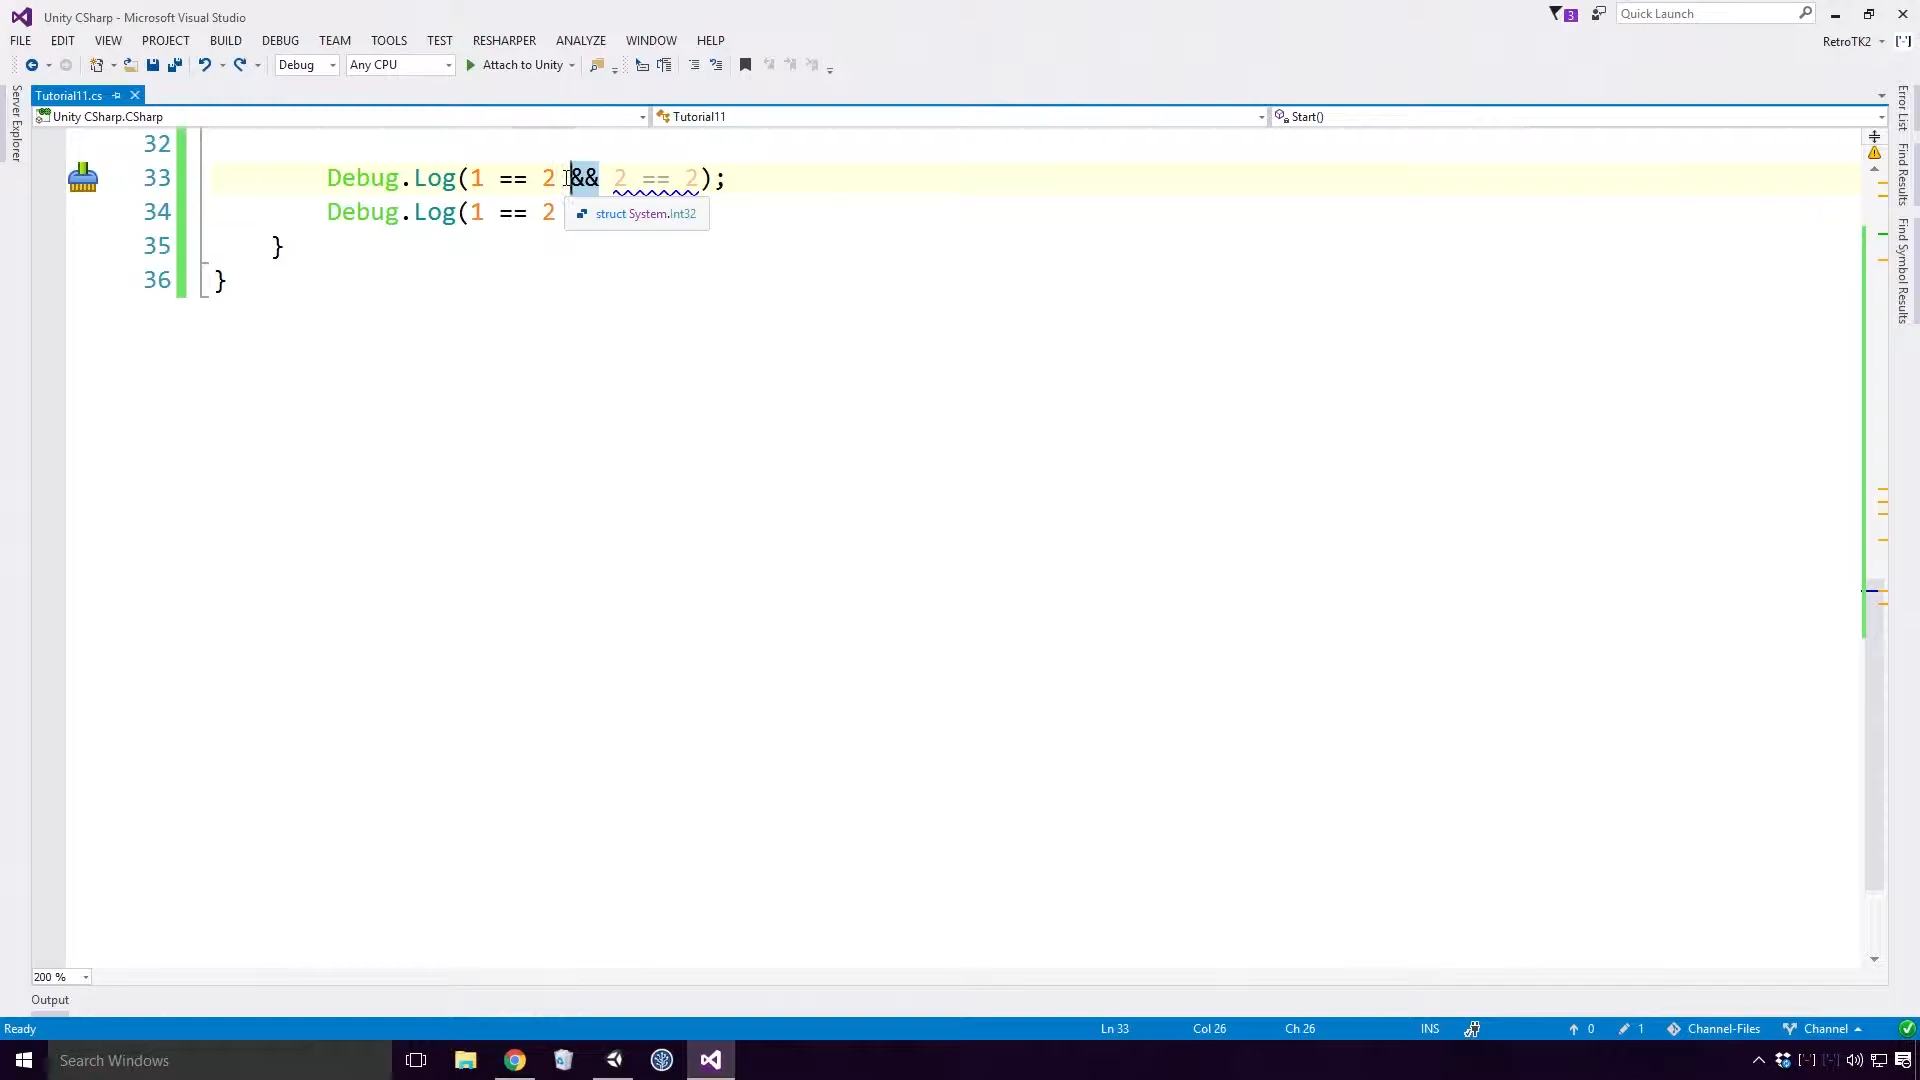 Unity CSharp - Microsoft Visual Studio
3
Quick Launch
FILE EDIT VIEW PROJECT BUILD DEBUG TEAM TOOLS TEST RESHARPER ANALYZE WINDOW HELP
RetroTK2
Debug Any CPU Attach to Unity
Tutorial11.cs
Unity CSharp.CSharp Tutorial11 Start()
Server Explorer
Error List
Find Results
Find Symbol Results
32
33 Debug.Log(1 == 2 && 2 == 2);
34 Debug.Log(1 == 2
struct System.Int32
35 }
36 }
200 %
Output
Ready Ln 33 Col 26 Ch 26 INS 0 1 Channel-Files Channel
Search Windows